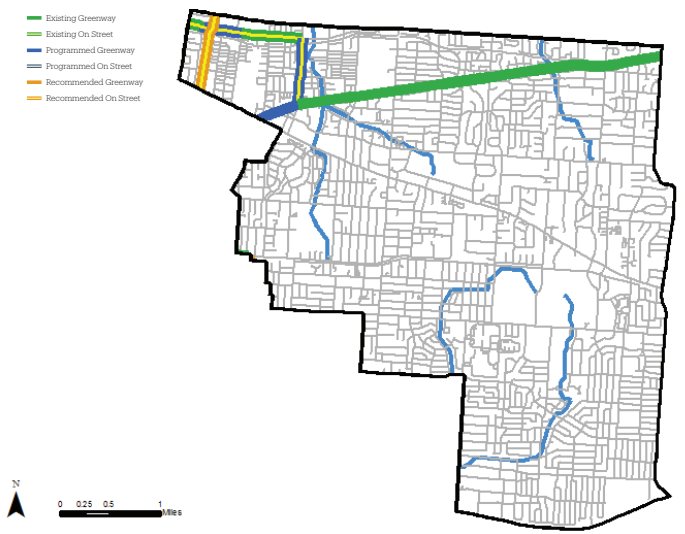 Existing Greenway
Existing On Street
Programmed Greenway
Programmed On Street
Recommended Greenway
Recommended On Street
N
0 0.25 0.5 1
Miles